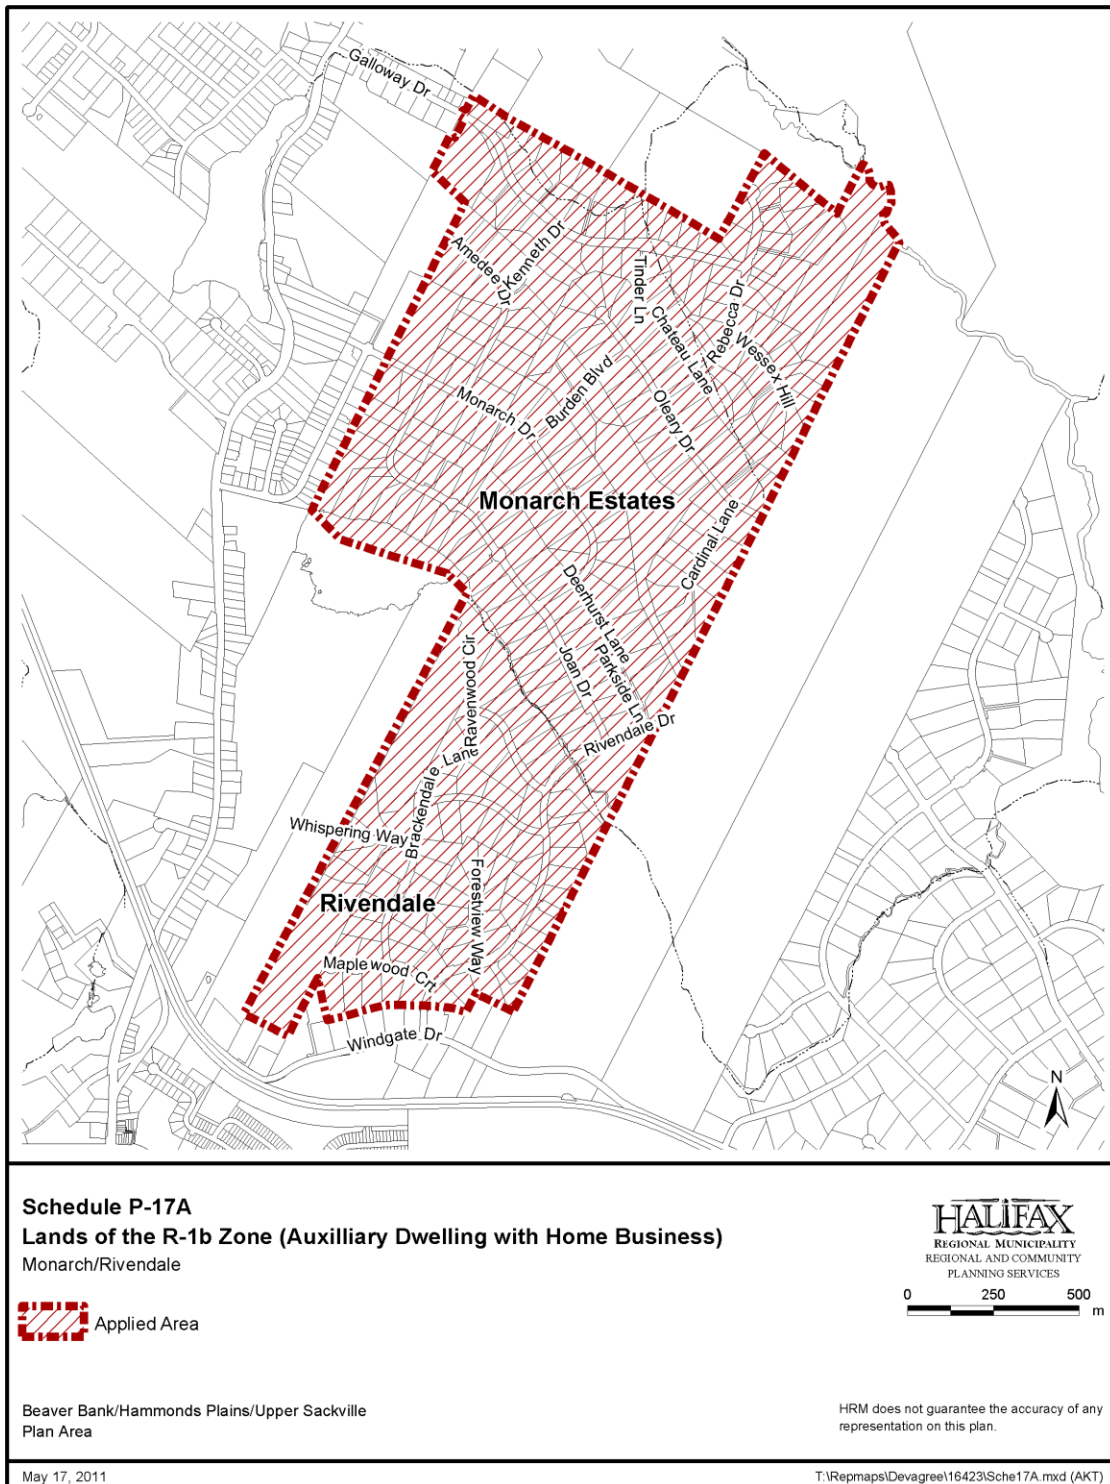 Galloway Dr
Amedee Dr
Kenneth Dr
Tinder Ln
Chateau Lane
Rebecca Dr
Wessex Hill
Monarch Dr
Burden Blvd
Oleary Dr
Monarch Estates
Cardinal Lane
Deerhurst Lane
Ravenwood Cir
Joan Dr
Parkside Ln
Rivendale Dr
Brackendale Lane
Whispering Way
Forestview Way
Rivendale
Maplewood Crt
Windgate Dr
N
Schedule P-17A
Lands of the R-1b Zone (Auxilliary Dwelling with Home Business)
Monarch/Rivendale
Applied Area
HALIFAX
REGIONAL MUNICIPALITY
REGIONAL AND COMMUNITY
PLANNING SERVICES
0 250 500
m
Beaver Bank/Hammonds Plains/Upper Sackville
Plan Area
HRM does not guarantee the accuracy of any
representation on this plan.
May 17, 2011
T:\Repmaps\Devagree\16423\Sche17A.mxd (AKT)